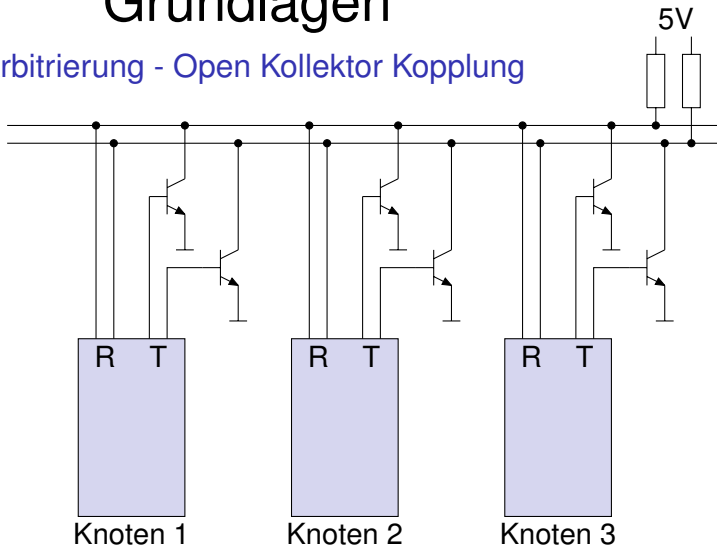 Grundlagen
rbitrierung - Open Kollektor Kopplung
5V
R T R T R T
Knoten 1 Knoten 2 Knoten 3